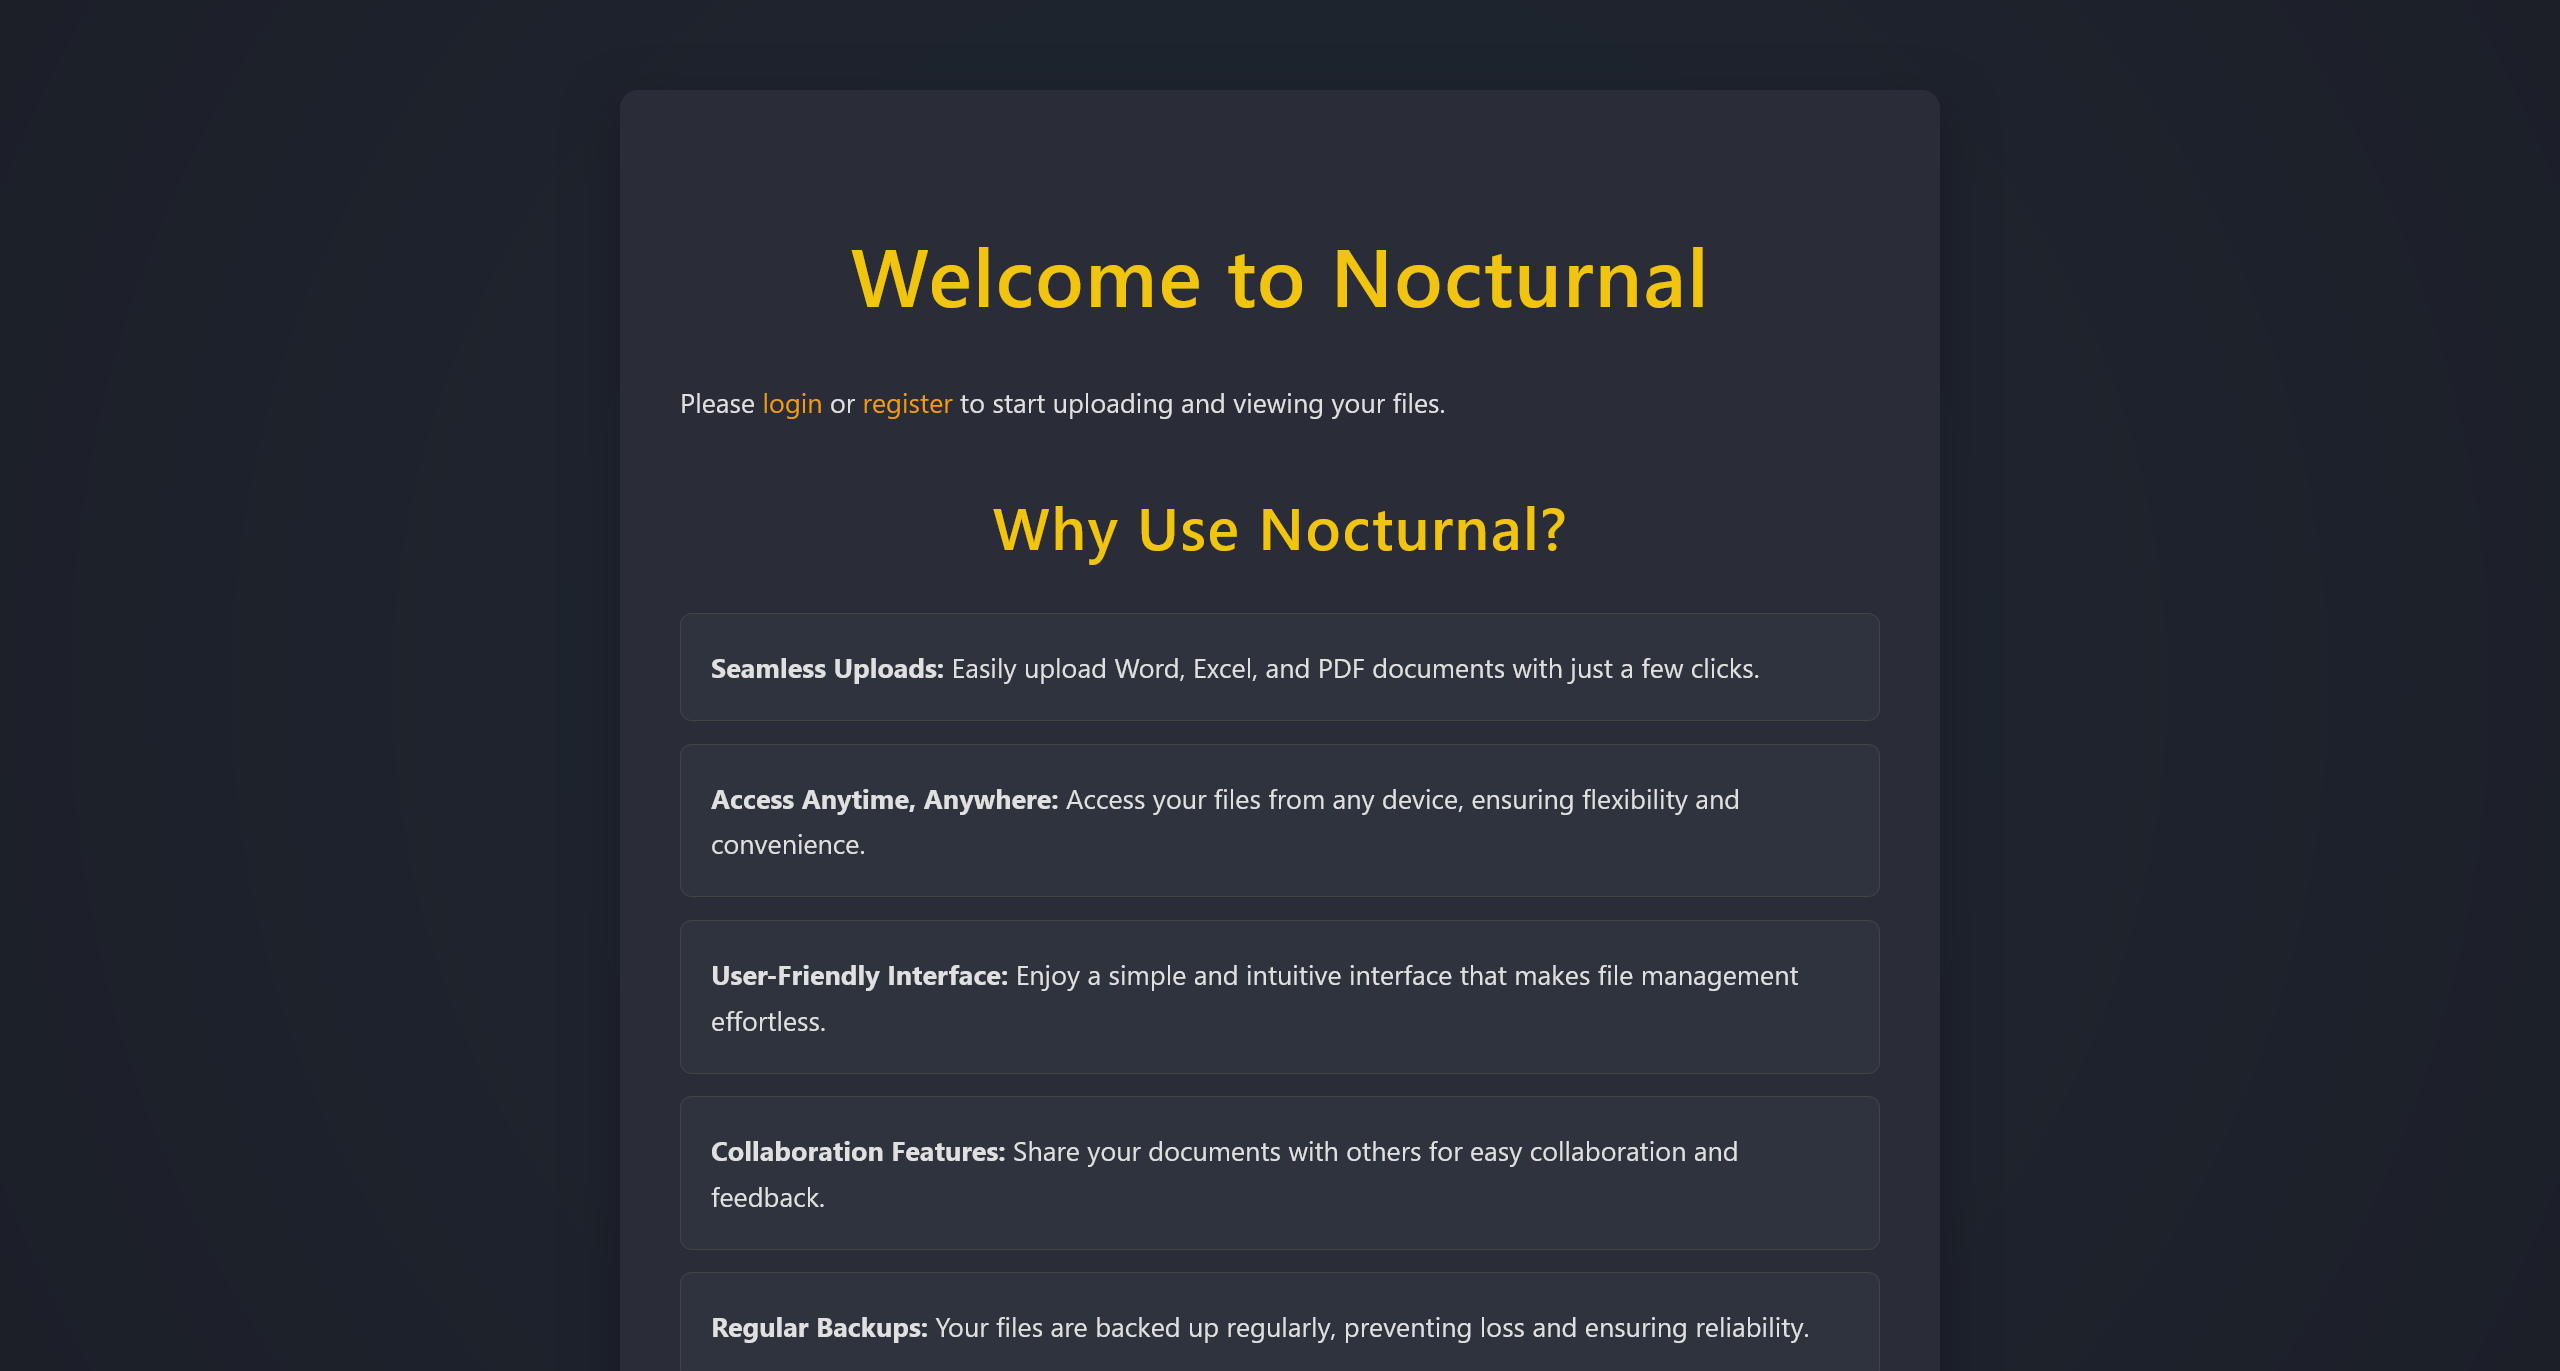 Welcome to Nocturnal
Please login or register to start uploading and viewing your files.
Why Use Nocturnal?
Seamless Uploads: Easily upload Word, Excel, and PDF documents with just a few clicks.
Access Anytime, Anywhere: Access your files from any device, ensuring flexibility and
convenience.
User-Friendly Interface: Enjoy a simple and intuitive interface that makes file management
effortless.
Collaboration Features: Share your documents with others for easy collaboration and
feedback.
Regular Backups: Your files are backed up regularly, preventing loss and ensuring reliability.